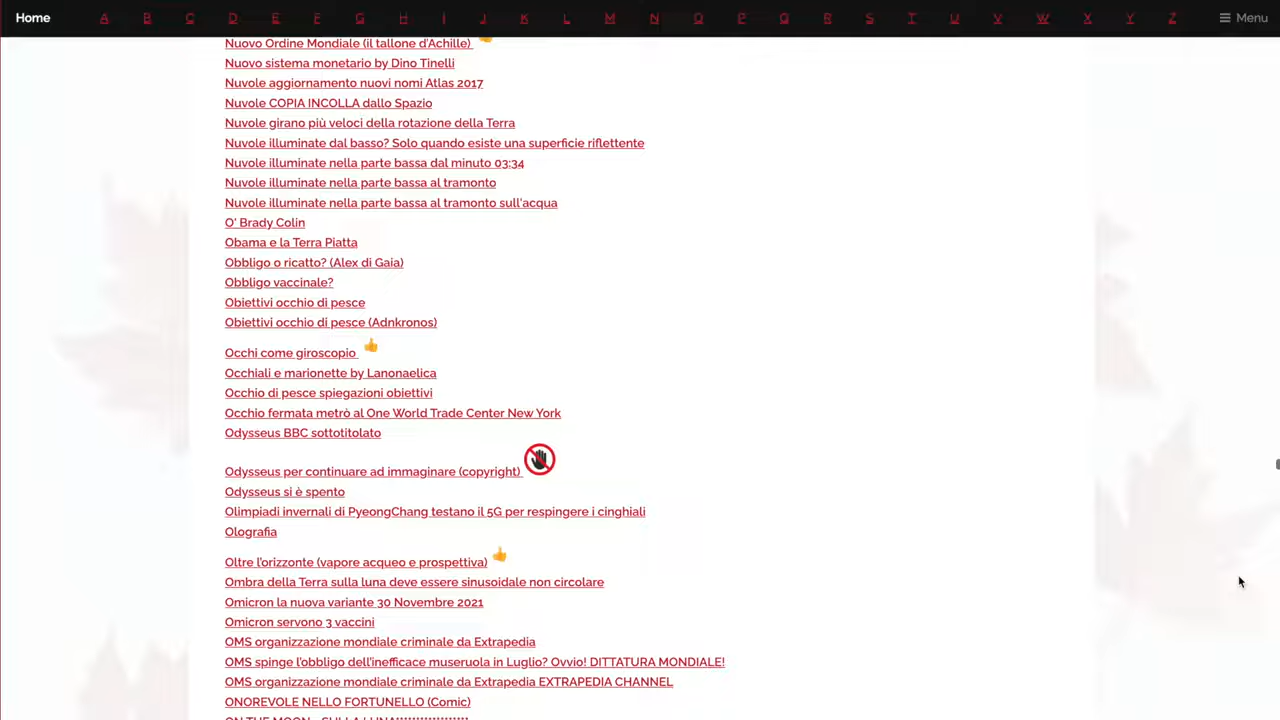 Home A B C D E F G H I J K L M N O P Q R S T U V W X Y Z Menu
Nuovo Ordine Mondiale (il tallone d'Achille)
Nuovo sistema monetario by Dino Tinelli
Nuvole aggiornamento nuovi nomi Atlas 2017
Nuvole COPIA INCOLLA dallo Spazio
Nuvole girano più veloci della rotazione della Terra
Nuvole illuminate dal basso? Solo quando esiste una superficie riflettente
Nuvole illuminate nella parte bassa dal minuto 03:34
Nuvole illuminate nella parte bassa al tramonto
Nuvole illuminate nella parte bassa al tramonto sull'acqua
O' Brady Colin
Obama e la Terra Piatta
Obbligo o ricatto? (Alex di Gaia)
Obbligo vaccinale?
Obiettivi occhio di pesce
Obiettivi occhio di pesce (Adnkronos)
Occhi come giroscopio
Occhiali e marionette by Lanonaelica
Occhio di pesce spiegazioni obiettivi
Occhio fermata metrò al One World Trade Center New York
Odysseus BBC sottotitolato
Odysseus per continuare ad immaginare (copyright)
Odysseus si è spento
Olimpiadi invernali di PyeongChang testano il 5G per respingere i cinghiali
Olografia
Oltre l'orizzonte (vapore acqueo e prospettiva)
Ombra della Terra sulla luna deve essere sinusoidale non circolare
Omicron la nuova variante 30 Novembre 2021
Omicron servono 3 vaccini
OMS organizzazione mondiale criminale da Extrapedia
OMS spinge l'obbligo dell'inefficace museruola in Luglio? Ovvio! DITTATURA MONDIALE!
OMS organizzazione mondiale criminale da Extrapedia EXTRAPEDIA CHANNEL
ONOREVOLE NELLO FORTUNELLO (Comic)